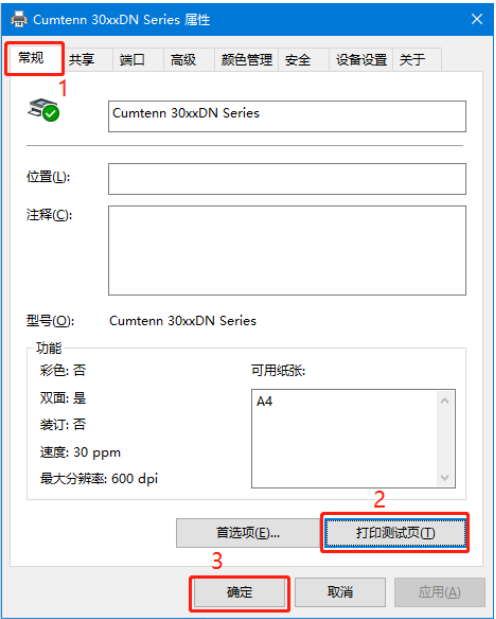 Cumtenn 30xxDN Series 属性
常规 共享 端口 高级 颜色管理 安全 设备设置 关于
1
Cumtenn 30xxDN Series
位置(L):
注释(C):
型号(O): Cumtenn 30xxDN Series
功能
彩色: 否 可用纸张:
双面: 是 A4
装订: 否
速度: 30 ppm
最大分辨率: 600 dpi
2
首选项(E)... 打印测试页(T)
3
确定 取消 应用(A)